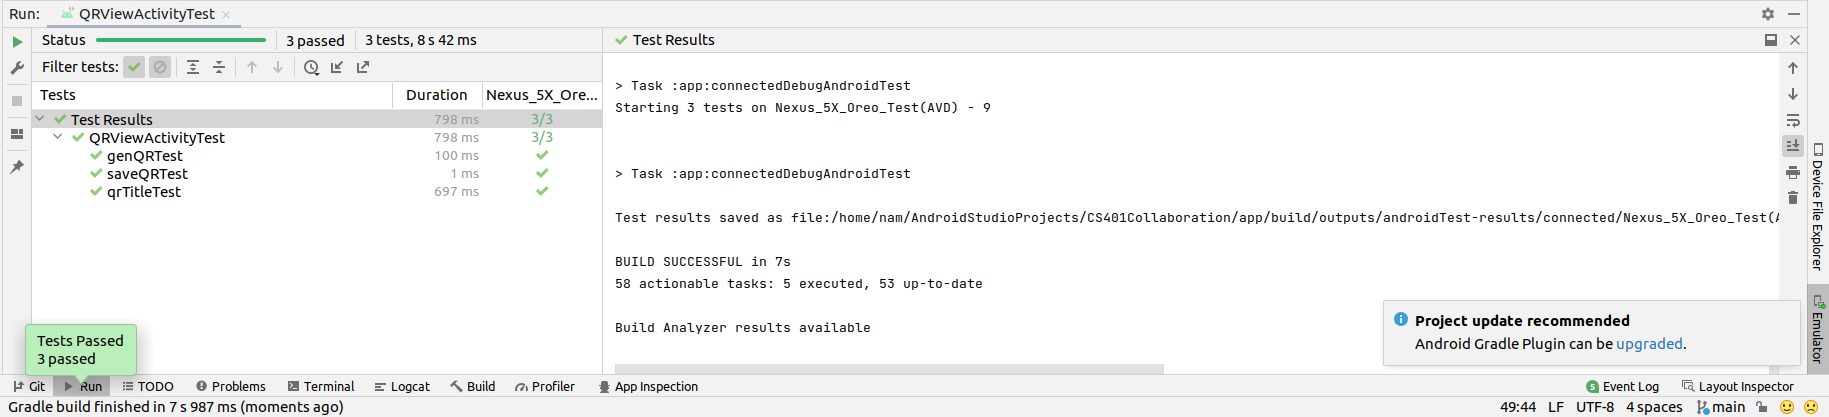 Run: QRViewActivityTest
Status 3 passed 3 tests, 8 s 42 ms
Filter tests:
Tests Duration Nexus_5X_Ore...
Test Results 798 ms 3/3
QRViewActivityTest 798 ms 3/3
genQRTest 100 ms
saveQRTest 1 ms
qrTitleTest 697 ms
Tests Passed
3 passed
Test Results
> Task :app:connectedDebugAndroidTest
Starting 3 tests on Nexus_5X_Oreo_Test(AVD) - 9
> Task :app:connectedDebugAndroidTest
Test results saved as file:/home/nam/AndroidStudioProjects/CS401Collaboration/app/build/outputs/androidTest-results/connected/Nexus_5X_Oreo_Test(A
BUILD SUCCESSFUL in 7s
58 actionable tasks: 5 executed, 53 up-to-date
Build Analyzer results available
Project update recommended
Android Gradle Plugin can be upgraded.
Device File Explorer
Emulator
Git Run TODO Problems Terminal Logcat Build Profiler App Inspection 5 Event Log Layout Inspector
Gradle build finished in 7 s 987 ms (moments ago) 49:44 LF UTF-8 4 spaces main